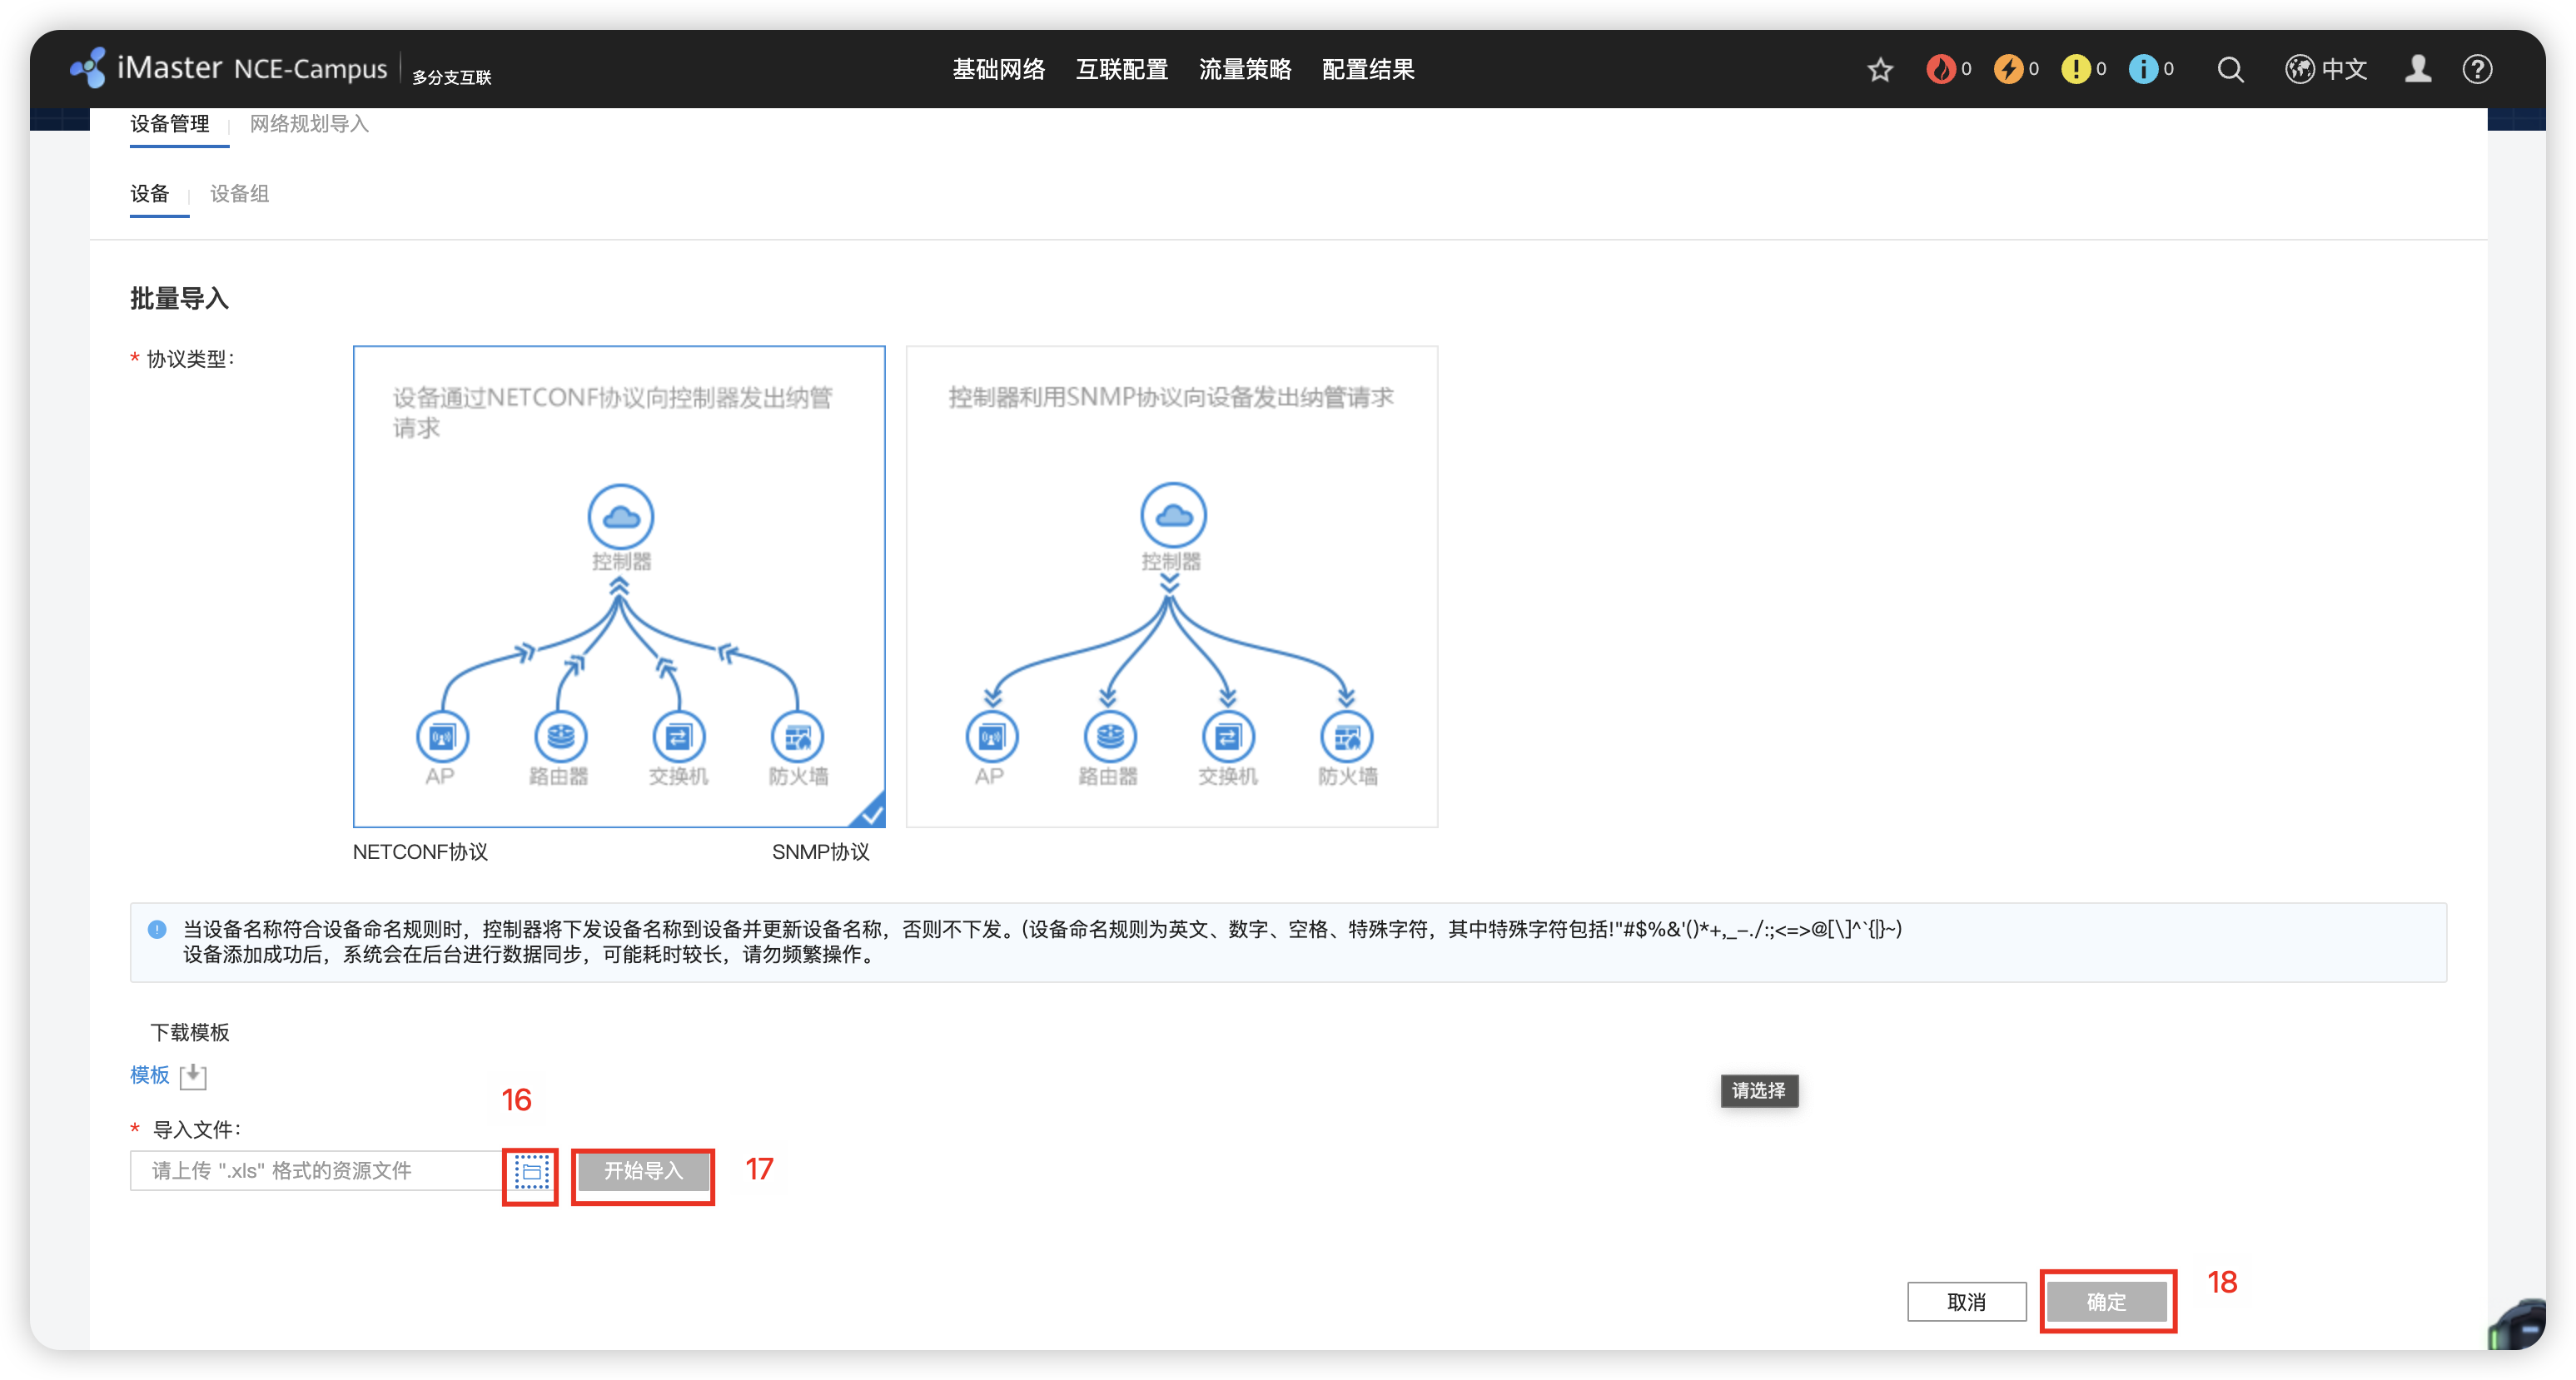 iMaster NCE-Campus 多分支互联 基础网络 互联配置 流量策略 配置结果 0 0 0 0 中文
设备管理 网络规划导入
设备 设备组
批量导入
* 协议类型：
设备通过NETCONF协议向控制器发出纳管
请求
控制器
AP 路由器 交换机 防火墙
控制器利用SNMP协议向设备发出纳管请求
控制器
AP 路由器 交换机 防火墙
NETCONF协议 SNMP协议
当设备名称符合设备命名规则时，控制器将下发设备名称到设备并更新设备名称，否则不下发。(设备命名规则为英文、数字、空格、特殊字符，其中特殊字符包括!"#$%&'()*+,_-./:;<=>@[\]^`{|}~)
设备添加成功后，系统会在后台进行数据同步，可能耗时较长，请勿频繁操作。
下载模板
模板
请选择
16
* 导入文件：
请上传 ".xls" 格式的资源文件 开始导入 17
取消 确定 18